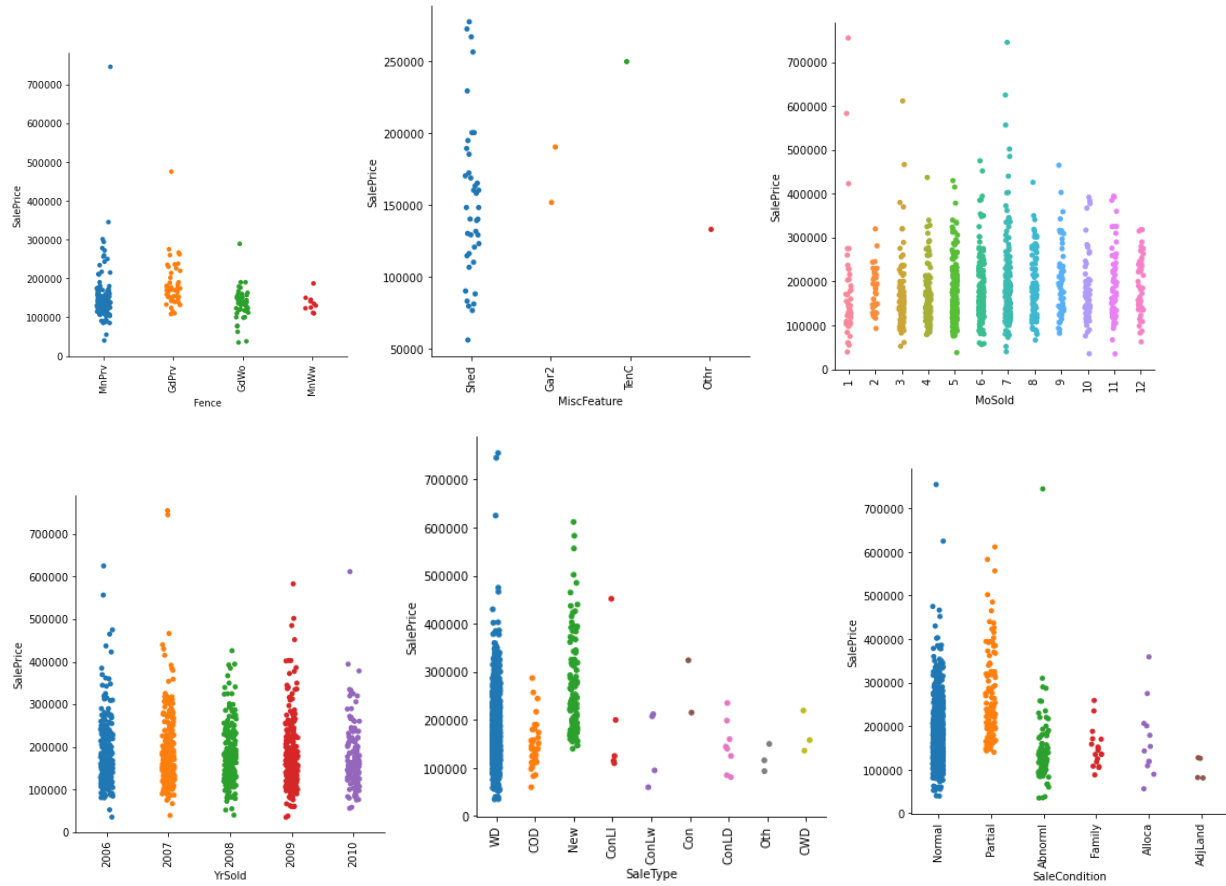 700000
600000
500000
400000
300000
200000
100000
0
SalePrice
MnPrv
GdPrv
GdWo
MnWw
Fence
250000
200000
150000
100000
50000
SalePrice
Shed
Gar2
TenC
Othr
MiscFeature
700000
600000
500000
400000
300000
200000
100000
0
SalePrice
1
2
3
4
5
6
7
8
9
10
11
12
MoSold
700000
600000
500000
400000
300000
200000
100000
0
SalePrice
2006
2007
2008
2009
2010
YrSold
700000
600000
500000
400000
300000
200000
100000
0
SalePrice
WD
COD
New
ConLI
ConLw
Con
ConLD
Oth
CWD
SaleType
700000
600000
500000
400000
300000
200000
100000
0
SalePrice
Normal
Partial
Abnorml
Family
Alloca
AdjLand
SaleCondition